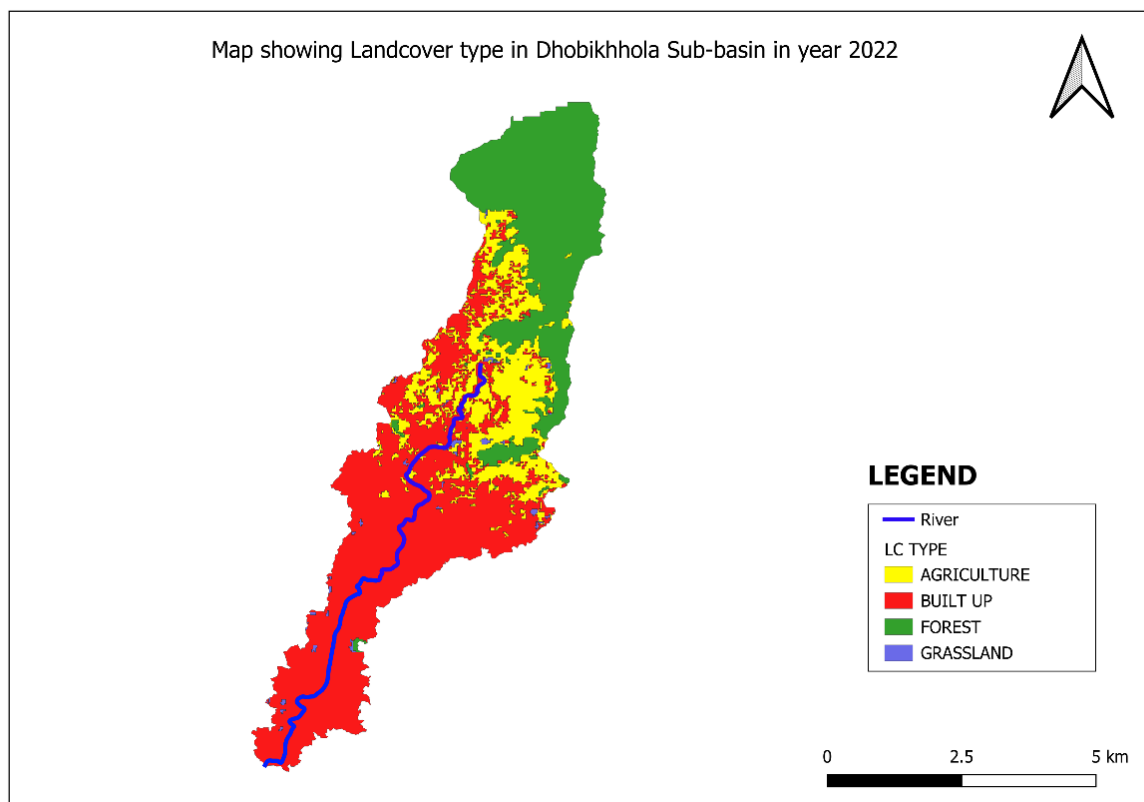 Map showing Landcover type in Dhobikhhola Sub-basin in year 2022
LEGEND
River
LC TYPE
AGRICULTURE
BUILT UP
FOREST
GRASSLAND
0 2.5 5 km